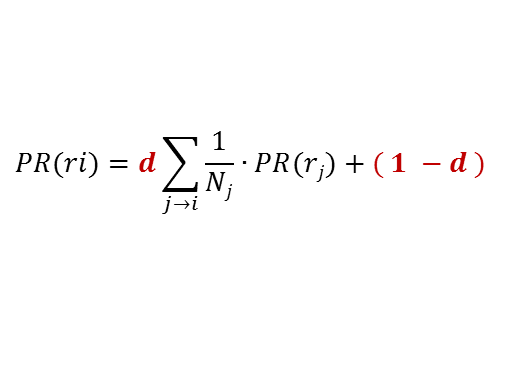 PR(ri) = d ∑_{j→i} 1/N_j · PR(r_j) + ( 1 − d )